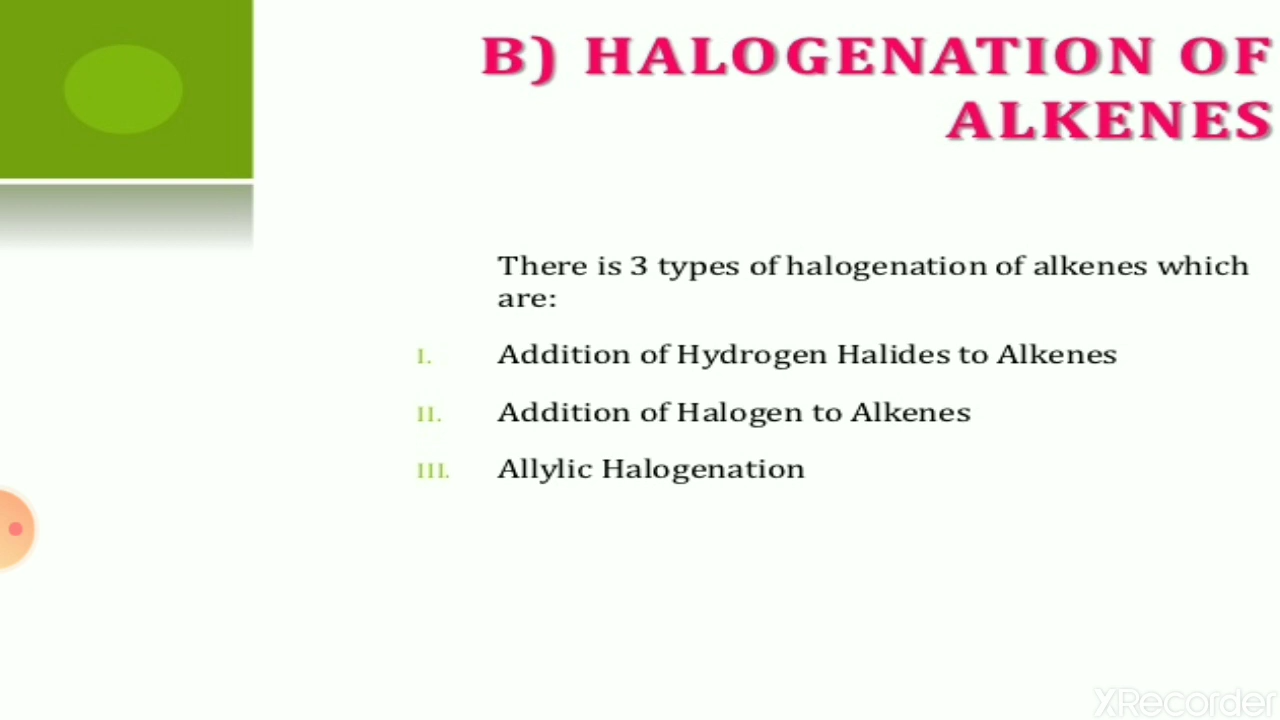 B) HALOGENATION OF
ALKENES
There is 3 types of halogenation of alkenes which
are:
I. Addition of Hydrogen Halides to Alkenes
II. Addition of Halogen to Alkenes
III. Allylic Halogenation
XRecorder